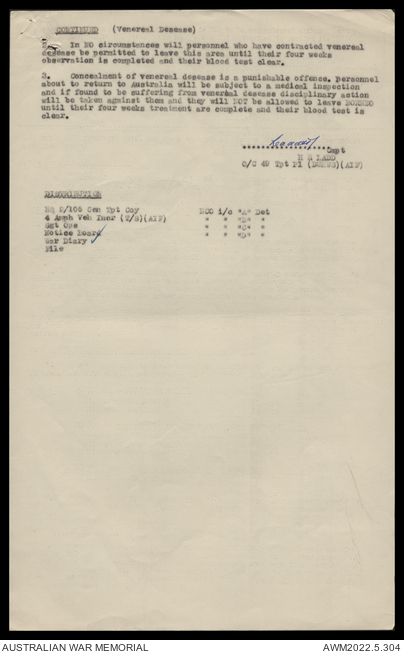 CONTINUED (Venereal Desease)
2. In NO circumstances will personnel who have contracted venereal
desease be permitted to leave this area until their four weeks
observation is completed and their blood test clear.
3. Concealment of venereal desease is a punishable offence, personnel
about to return to Australia will be subject to a medical inspection
and if found to be suffering from venereal desease disciplinary action
will be taken against them and they will NOT be allowed to leave BORNEO
until their four weeks treatment are complete and their blood test is
clear.
....................Capt
H R LADD
O/C 49 Tpt Pl (AIF)
DISTRIBUTION
HQ 2/106 Gen Tpt Coy NCO i/c "A" Det
4 Amph Veh (AIF) " " "B" "
Sgt Ops " " "C" "
Notice Board " " "D" "
War Diary ✓
File
AUSTRALIAN WAR MEMORIAL
AWM2022.5.304